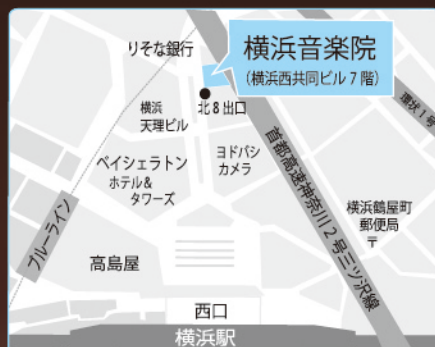 りそな銀行
横浜音楽院
(横浜西共同ビル7階)
環状1号
横浜
天理ビル
北8出口
ベイシェラトン
ホテル&
タワーズ
ヨドバシ
カメラ
首都高速神奈川2号三ツ沢線
横浜鶴屋町
郵便局
〒
ブルーライン
高島屋
西口
横浜駅